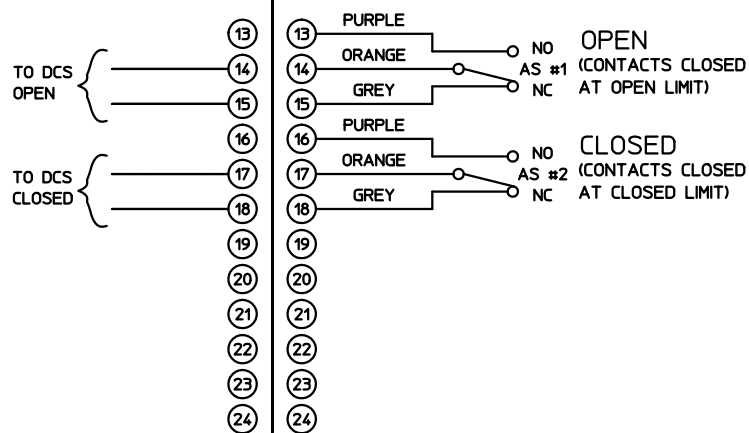 13 13 PURPLE
NO OPEN
TO DCS OPEN
14 14 ORANGE AS #1 (CONTACTS CLOSED
15 15 GREY NC AT OPEN LIMIT)
16 16 PURPLE
NO CLOSED
TO DCS CLOSED
17 17 ORANGE AS #2 (CONTACTS CLOSED
18 18 GREY NC AT CLOSED LIMIT)
19 19
20 20
21 21
22 22
23 23
24 24